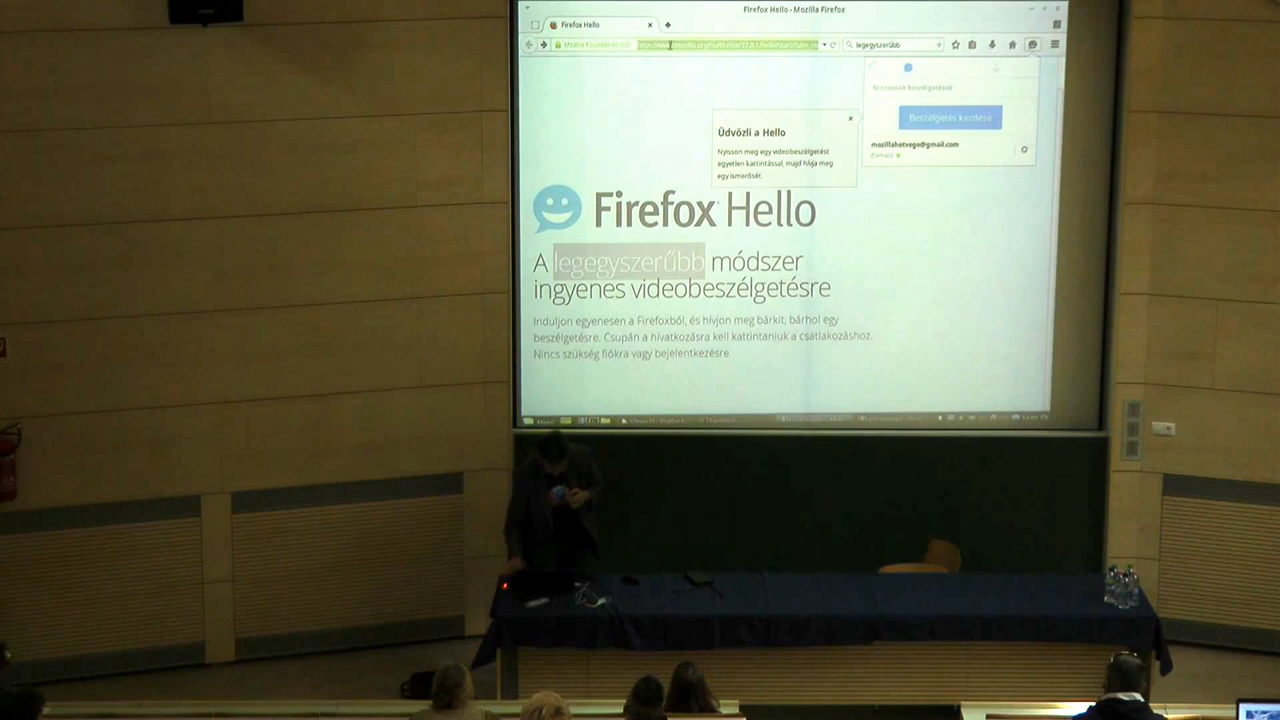 Firefox Hello - Mozilla Firefox
Firefox Hello
legegyszerűbb
Nincsenek beszélgetések
Beszélgetés kezdése
mozillahetvege@gmail.com
Üdvözli a Hello
Nyisson meg egy videobeszélgetést
egyetlen kattintással, majd hívja meg
egy ismerősét.
Firefox Hello
A legegyszerűbb módszer
ingyenes videobeszélgetésre
Induljon egyenesen a Firefoxból, és hívjon meg bárkit, bárhol egy
beszélgetésre. Csupán a hivatkozásra kell kattintaniuk a csatlakozáshoz.
Nincs szükség fiókra vagy bejelentkezésre.